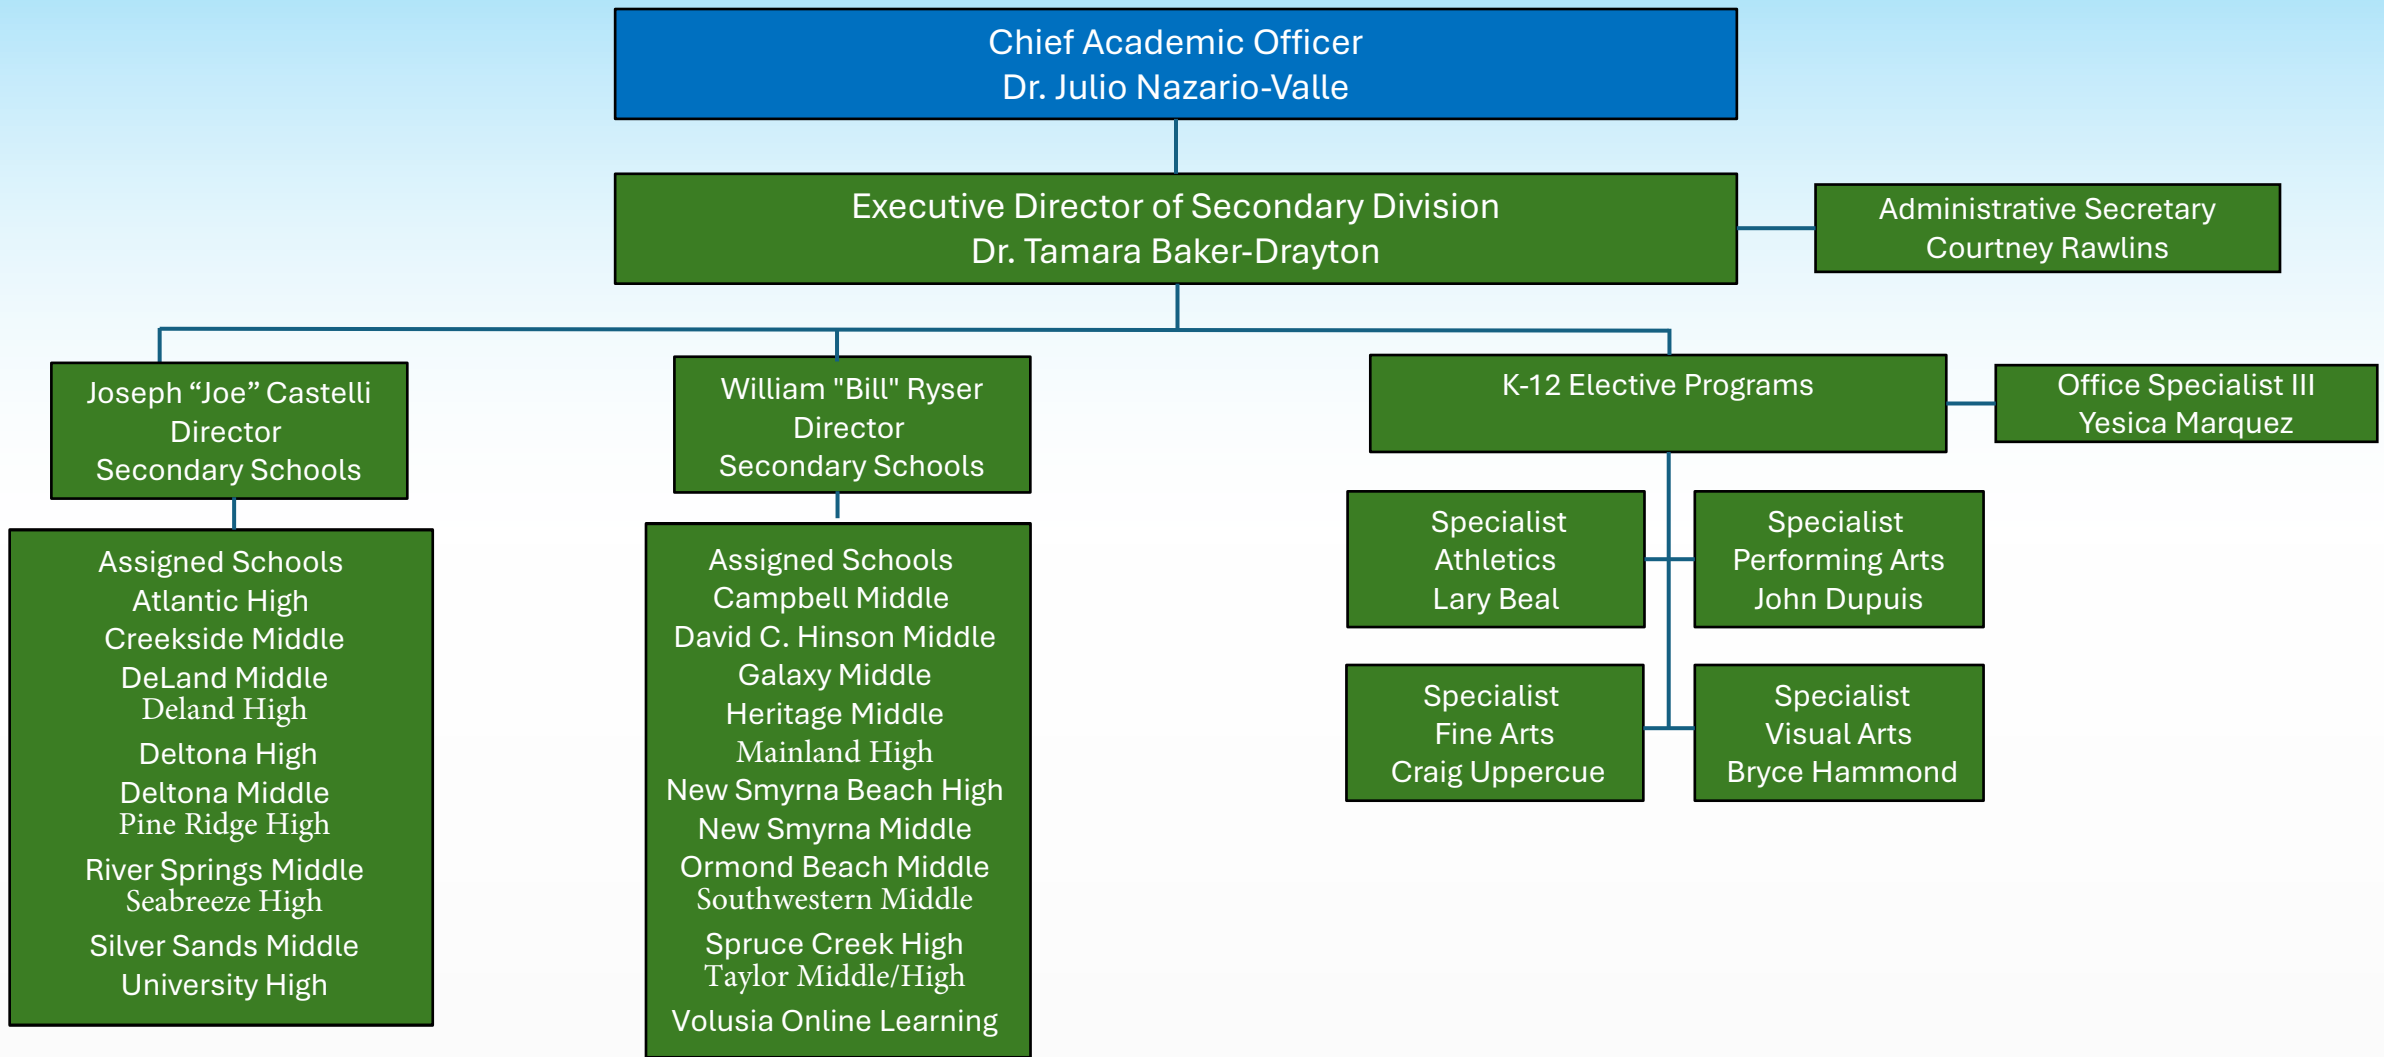 Chief Academic Officer
Dr. Julio Nazario-Valle
Executive Director of Secondary Division
Dr. Tamara Baker-Drayton
Administrative Secretary
Courtney Rawlins
Joseph “Joe” Castelli
Director
Secondary Schools
William "Bill" Ryser
Director
Secondary Schools
K-12 Elective Programs
Office Specialist III
Yesica Marquez
Assigned Schools
Atlantic High
Creekside Middle
DeLand Middle
Deland High
Deltona High
Deltona Middle
Pine Ridge High
River Springs Middle
Seabreeze High
Silver Sands Middle
University High
Assigned Schools
Campbell Middle
David C. Hinson Middle
Galaxy Middle
Heritage Middle
Mainland High
New Smyrna Beach High
New Smyrna Middle
Ormond Beach Middle
Southwestern Middle
Spruce Creek High
Taylor Middle/High
Volusia Online Learning
Specialist
Athletics
Lary Beal
Specialist
Performing Arts
John Dupuis
Specialist
Fine Arts
Craig Uppercue
Specialist
Visual Arts
Bryce Hammond